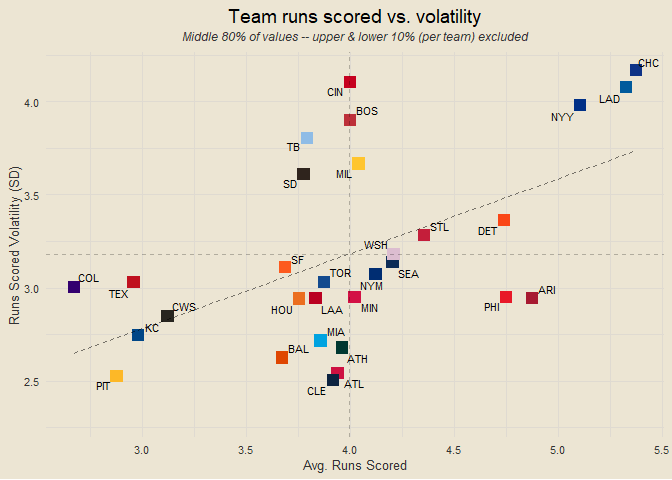 Team runs scored vs. volatility
Middle 80% of values -- upper & lower 10% (per team) excluded
Runs Scored Volatility (SD)
4.0
3.5
3.0
2.5
CHC
LAD
NYY
CIN
BOS
TB
MIL
SD
STL
DET
WSH
SEA
SF
TOR
NYM
COL
TEX
HOU
LAA
MIN
PHI
ARI
CWS
KC
MIA
BAL
ATH
PIT
CLE
ATL
3.0
3.5
4.0
4.5
5.0
5.5
Avg. Runs Scored